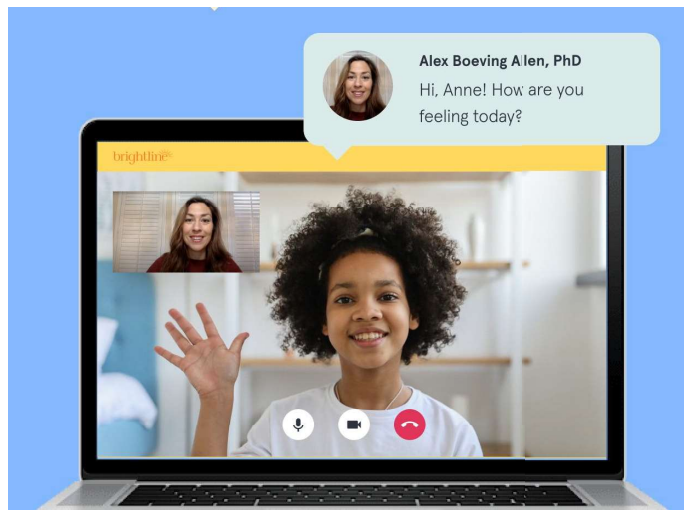 Alex Boeving Allen, PhD
Hi, Anne! How are you
feeling today?
brightline